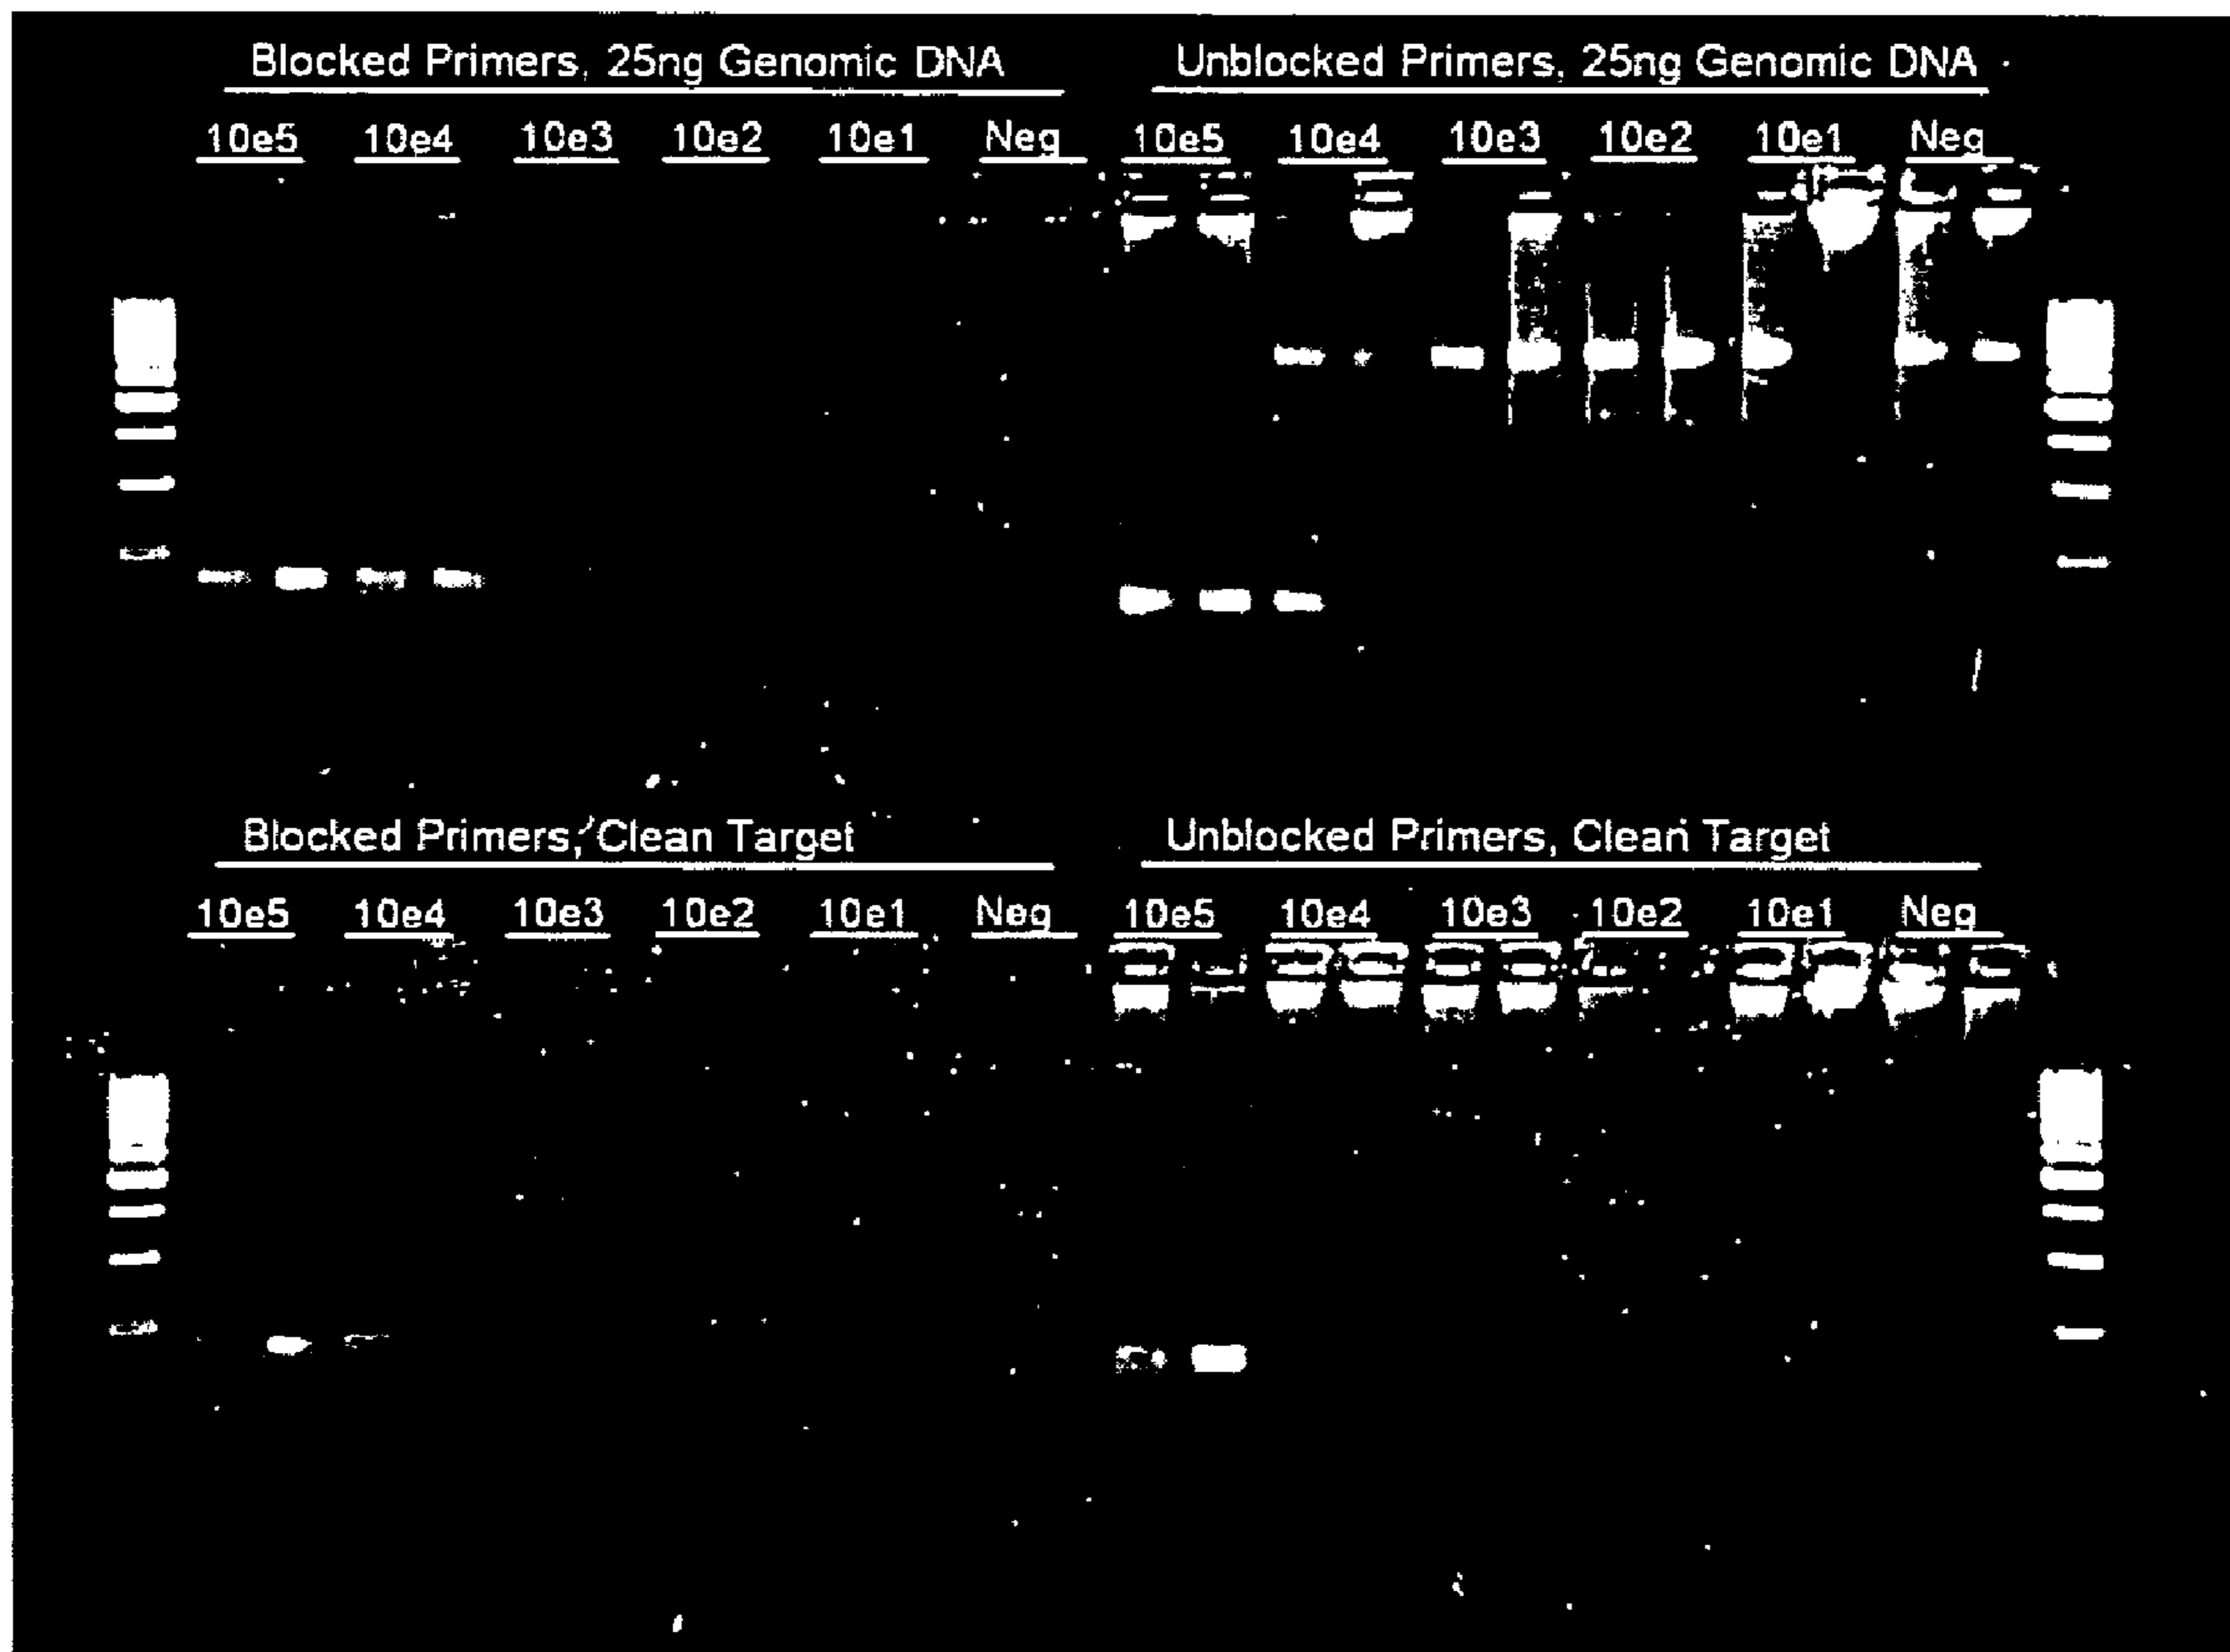 Blocked Primers, 25ng Genomic DNA
Unblocked Primers, 25ng Genomic DNA
10e5 10e4 10e3 10e2 10e1 Neg 10e5 10e4 10e3 10e2 10e1 Neg
Blocked Primers, Clean Target
Unblocked Primers, Clean Target
10e5 10e4 10e3 10e2 10e1 Neg 10e5 10e4 10e3 10e2 10e1 Neg